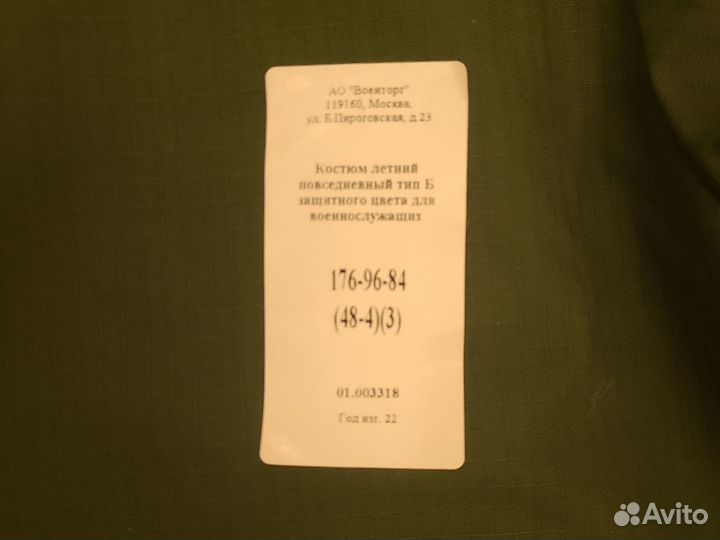 АО "Военторг"
119160, Москва,
ул. Б.Пироговская, д.23
Костюм летний
повседневный тип Б
защитного цвета для
военнослужащих
176-96-84
(48-4)(3)
01.003318
Год изг. 22
Avito